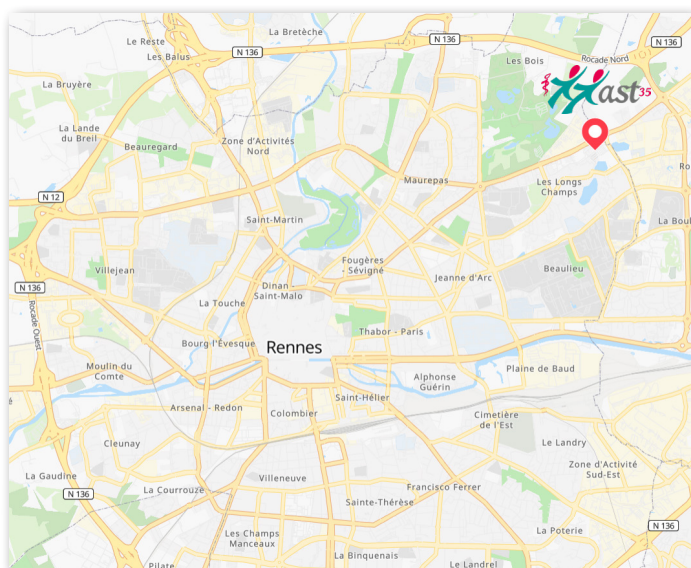 La Bretèche
Le Reste
N 136
N 136
N 136
Les Balus
Les Bois
Rocade Nord
La Bruyère
ast 35
La Lande
du Breil
Zone d'Activités
Nord
Beauregard
Maurepas
Les Longs
Champs
Ro
N 12
Saint-Martin
La Boul
Villejean
Fougères
- Sévigné
Jeanne d'Arc
Beaulieu
N 136
Dinan
Saint-Malo
La Touche
Rocade Ouest
Thabor - Paris
Bourg l'Évesque
Rennes
Moulin du
Comte
Plaine de Baud
Alphonse
Guérin
é
Saint-Hélier
Arsenal - Redon
Colombier
Cimetière
de l'Est
Cleunay
Le Landry
Zone d'Activité
Sud-Est
La Gaudine
Villeneuve
N 136
La Courrouze
Francisco Ferrer
Sainte-Thérèse
N 136
Les Champs
Manceaux
La Poterie
La Binquenais
Pilate
Le Landrel